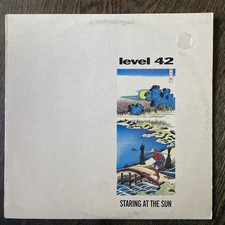 level 42
STARING AT THE SUN